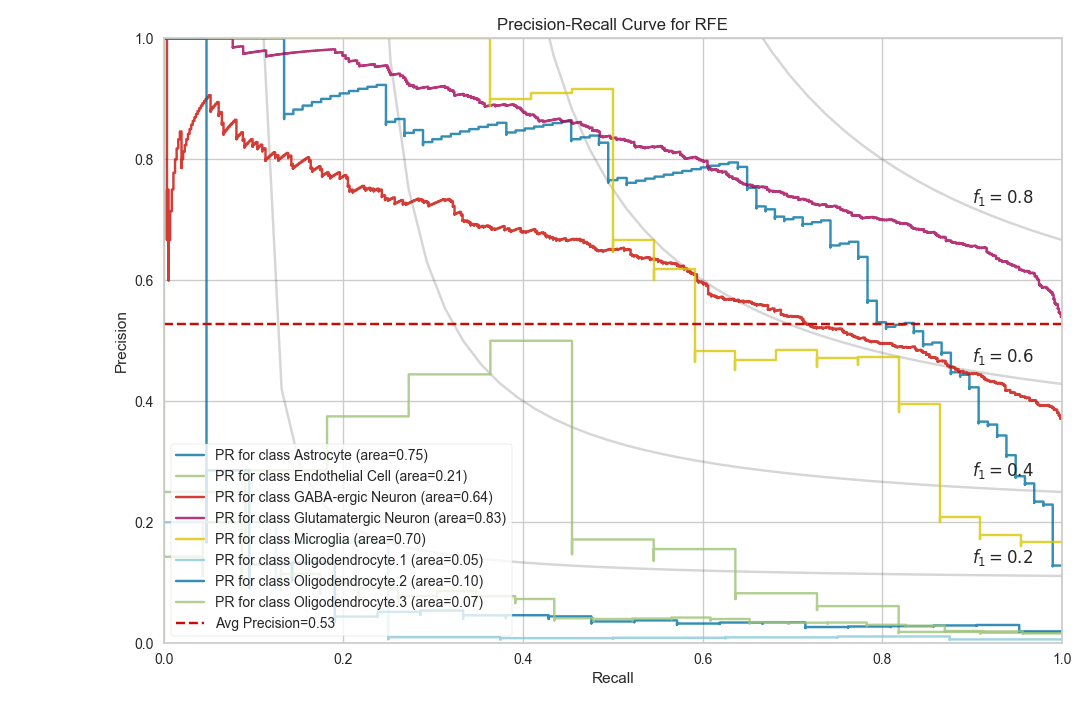 Precision-Recall Curve for RFE
1.0
0.8
0.6
0.4
0.2
0.0
Precision
f1 = 0.8
f1 = 0.6
f1 = 0.4
f1 = 0.2
PR for class Astrocyte (area=0.75)
PR for class Endothelial Cell (area=0.21)
PR for class GABA-ergic Neuron (area=0.64)
PR for class Glutamatergic Neuron (area=0.83)
PR for class Microglia (area=0.70)
PR for class Oligodendrocyte.1 (area=0.05)
PR for class Oligodendrocyte.2 (area=0.10)
PR for class Oligodendrocyte.3 (area=0.07)
Avg Precision=0.53
0.0 0.2 0.4 0.6 0.8 1.0
Recall